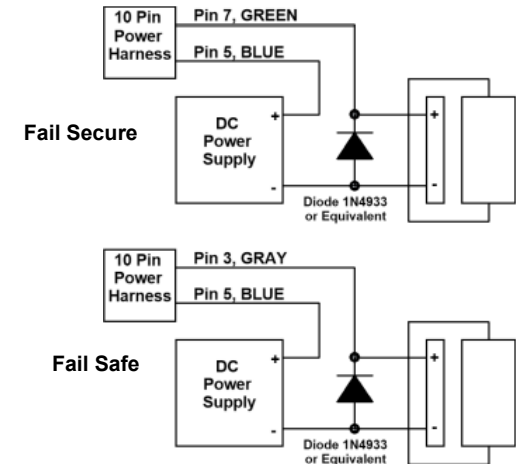 10 Pin
Power
Harness
Pin 7, GREEN
Pin 5, BLUE
Fail Secure
DC
Power
Supply
+
-
+
-
Diode 1N4933
or Equivalent
10 Pin
Power
Harness
Pin 3, GRAY
Pin 5, BLUE
Fail Safe
DC
Power
Supply
+
-
+
-
Diode 1N4933
or Equivalent